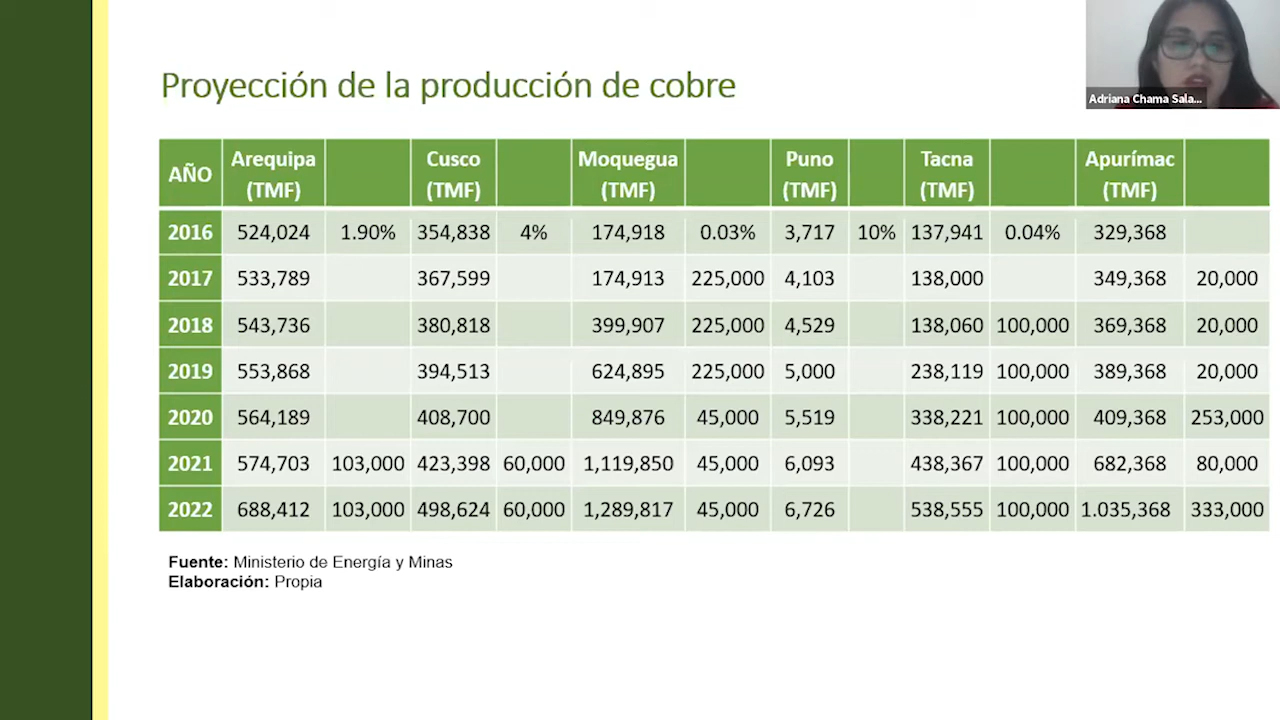 Adriana Chama Sala...
Proyección de la producción de cobre
AÑO Arequipa (TMF) Cusco (TMF) Moquegua (TMF) Puno (TMF) Tacna (TMF) Apurímac (TMF)
2016 524,024 1.90% 354,838 4% 174,918 0.03% 3,717 10% 137,941 0.04% 329,368
2017 533,789 367,599 174,913 225,000 4,103 138,000 349,368 20,000
2018 543,736 380,818 399,907 225,000 4,529 138,060 100,000 369,368 20,000
2019 553,868 394,513 624,895 225,000 5,000 238,119 100,000 389,368 20,000
2020 564,189 408,700 849,876 45,000 5,519 338,221 100,000 409,368 253,000
2021 574,703 103,000 423,398 60,000 1,119,850 45,000 6,093 438,367 100,000 682,368 80,000
2022 688,412 103,000 498,624 60,000 1,289,817 45,000 6,726 538,555 100,000 1.035,368 333,000
Fuente: Ministerio de Energía y Minas
Elaboración: Propia